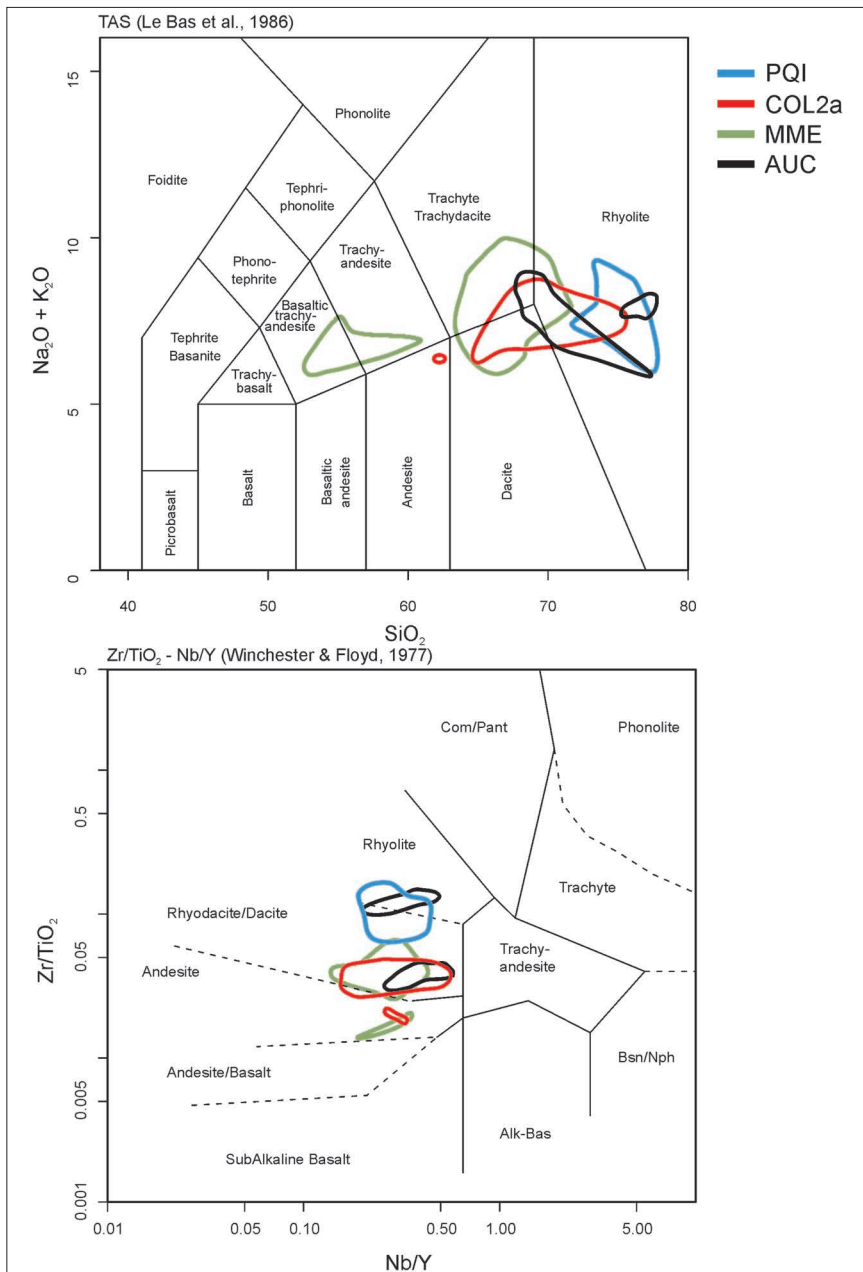 TAS (Le Bas et al., 1986)
PQI
COL2a
MME
AUC
Na₂O + K₂O
15
10
5
0
Phonolite
Foidite
Tephri-
phonolite
Trachyte
Trachydacite
Rhyolite
Phono-
tephrite
Trachy-
andesite
Basaltic
trachy-
andesite
Tephrite
Basanite
Trachy-
basalt
Picrobasalt
Basalt
Basaltic
andesite
Andesite
Dacite
40
50
60
70
80
SiO₂
Zr/TiO₂ - Nb/Y (Winchester & Floyd, 1977)
Zr/TiO₂
5
0.5
0.05
0.005
0.001
Com/Pant
Phonolite
Rhyolite
Trachyte
Rhyodacite/Dacite
Trachy-
andesite
Andesite
Bsn/Nph
Andesite/Basalt
Alk-Bas
SubAlkaline Basalt
0.01
0.05
0.10
0.50
1.00
5.00
Nb/Y